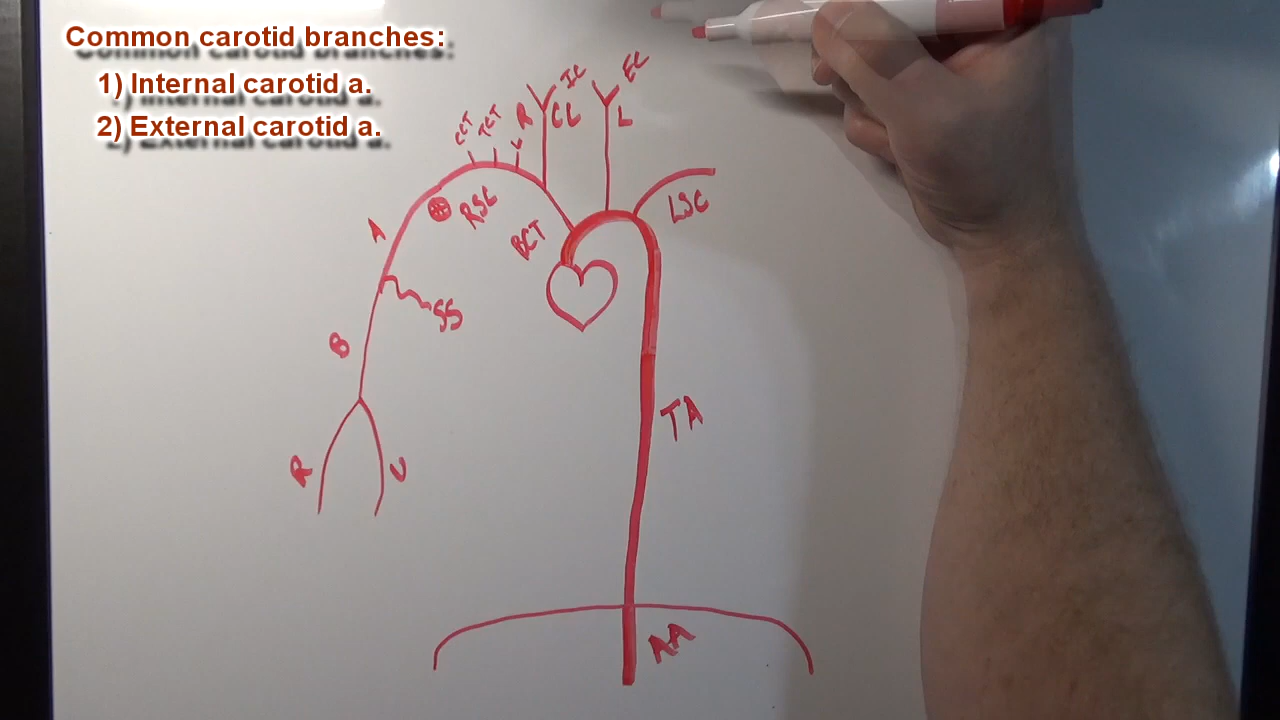 Common carotid branches:
1) Internal carotid a.
2) External carotid a.
CCT
TCT
L
R
IC
CC
L
EC
A
RSC
BCT
LSC
SS
B
R
U
TA
AA